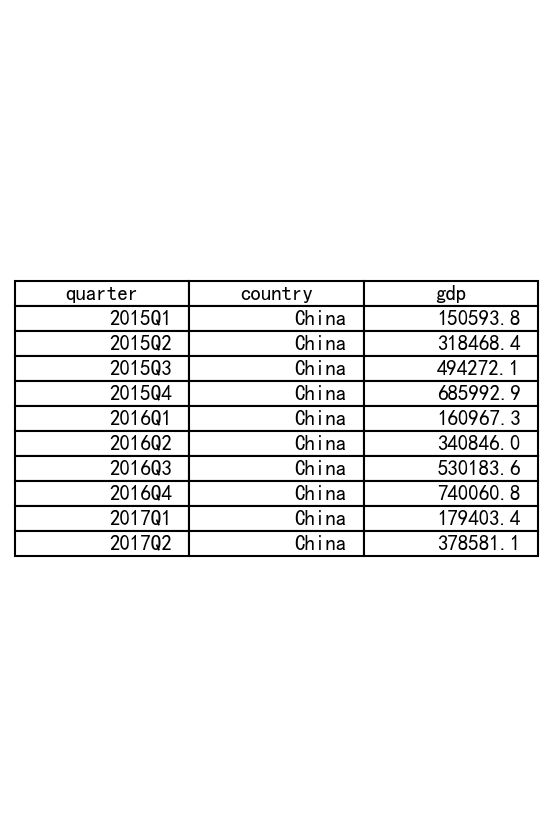 quarter country gdp
2015Q1 China 150593.8
2015Q2 China 318468.4
2015Q3 China 494272.1
2015Q4 China 685992.9
2016Q1 China 160967.3
2016Q2 China 340846.0
2016Q3 China 530183.6
2016Q4 China 740060.8
2017Q1 China 179403.4
2017Q2 China 378581.1